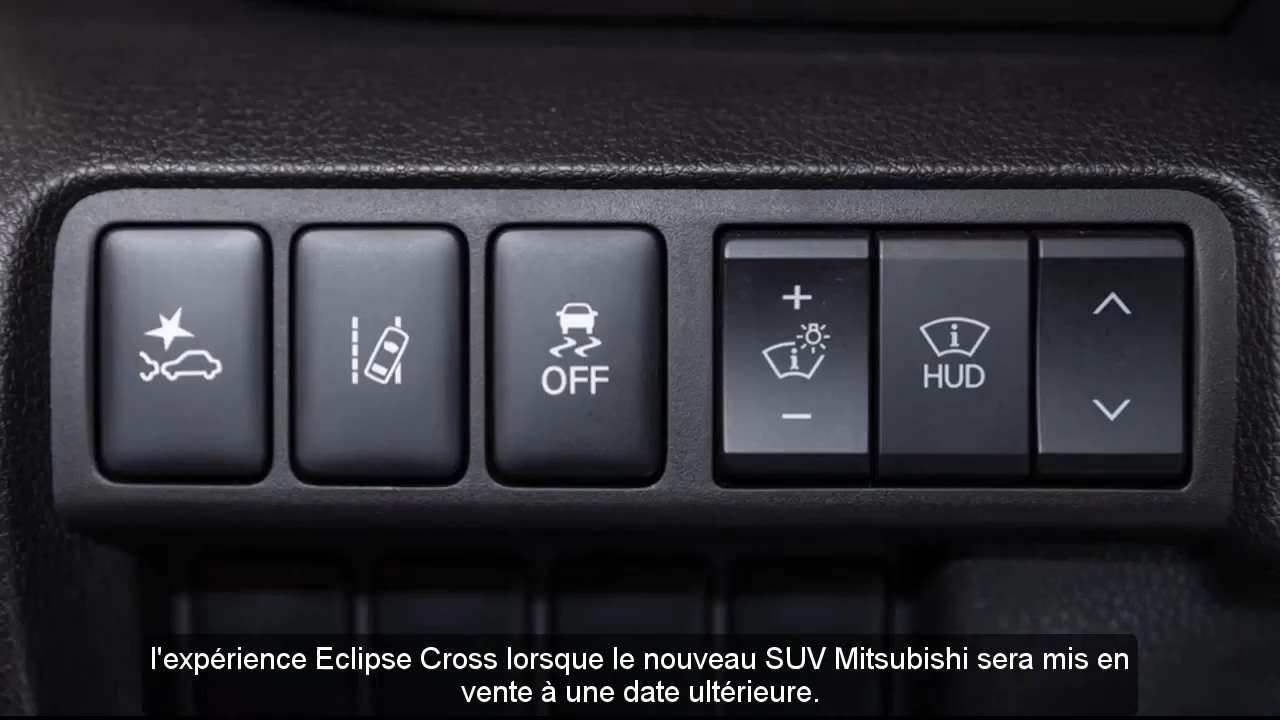 OFF
HUD
l'expérience Eclipse Cross lorsque le nouveau SUV Mitsubishi sera mis en
vente à une date ultérieure.